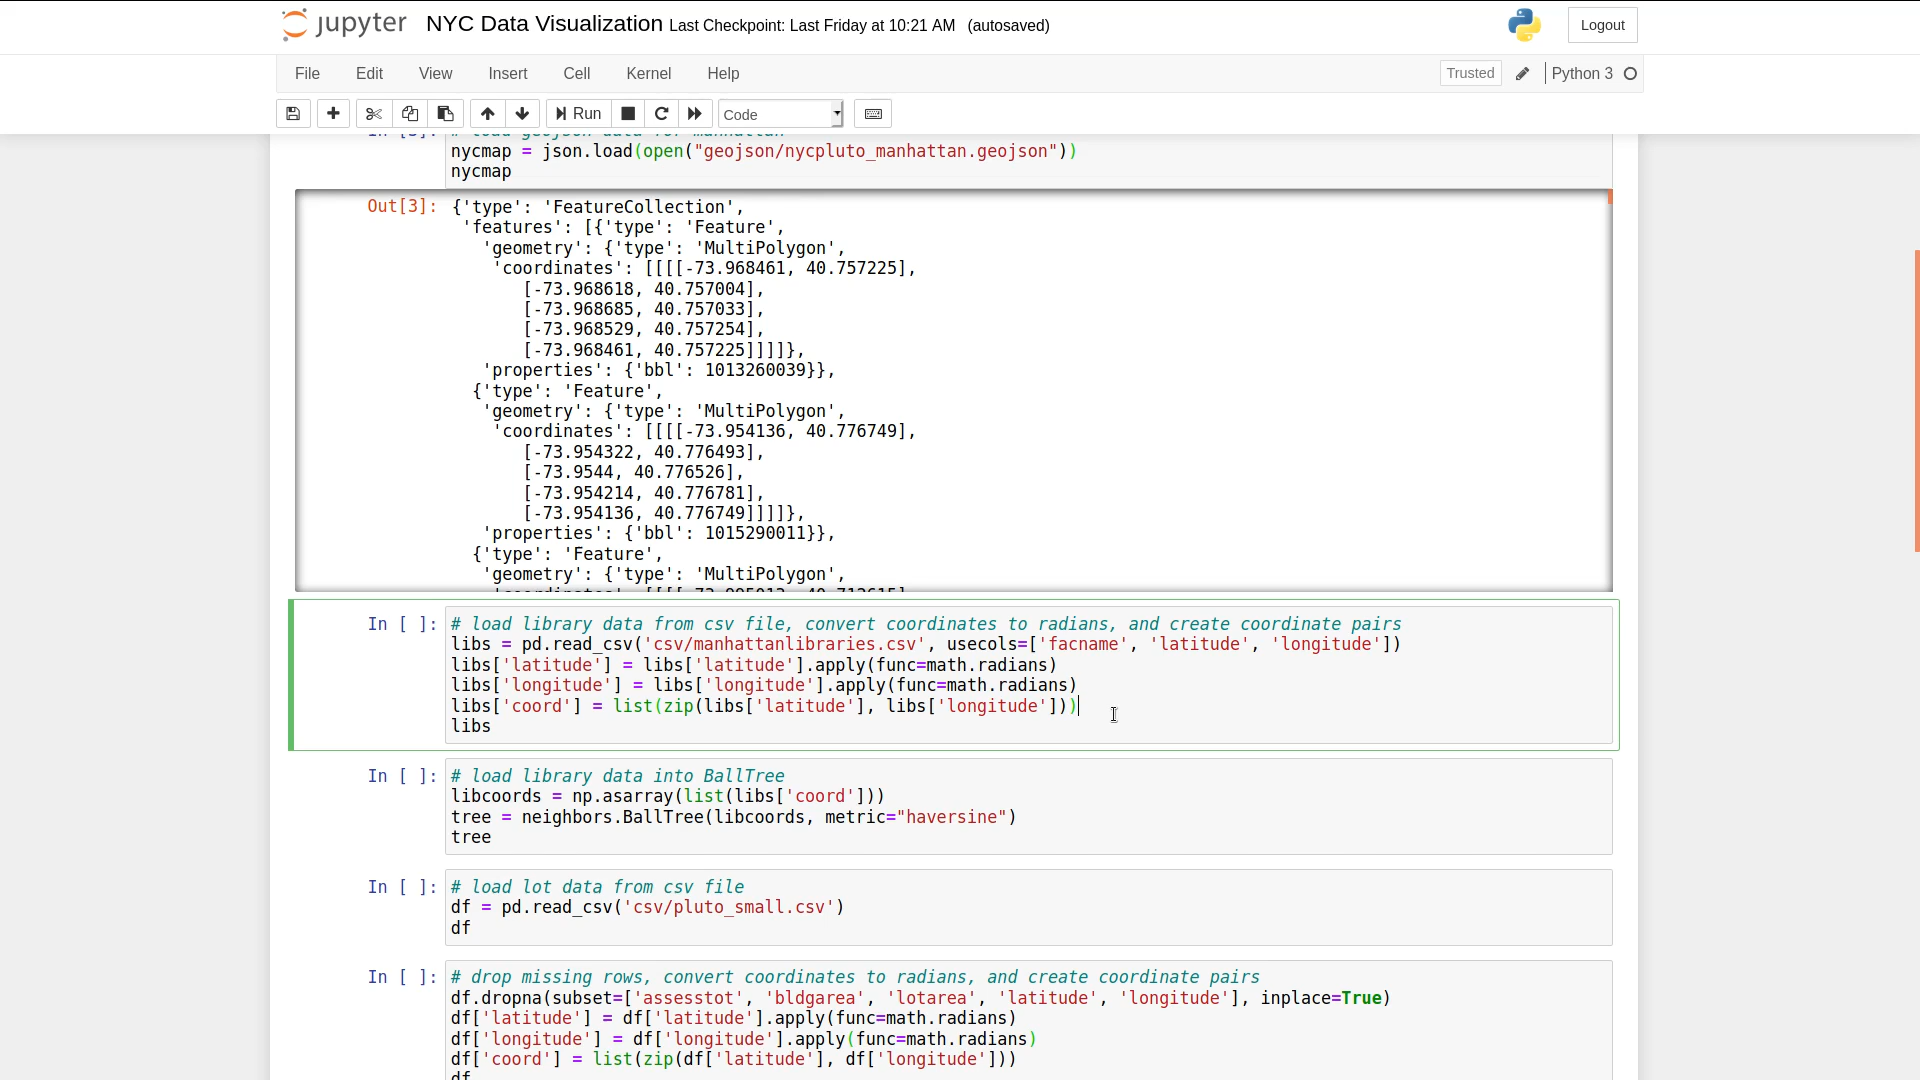 jupyter NYC Data Visualization Last Checkpoint: Last Friday at 10:21 AM (autosaved) Logout
File Edit View Insert Cell Kernel Help Trusted Python 3
Run Code
In [3]: # load geojson data for manhattan
nycmap = json.load(open("geojson/nycpluto_manhattan.geojson"))
nycmap
Out[3]: {'type': 'FeatureCollection',
'features': [{'type': 'Feature',
'geometry': {'type': 'MultiPolygon',
'coordinates': [[[[-73.968461, 40.757225],
[-73.968618, 40.757004],
[-73.968685, 40.757033],
[-73.968529, 40.757254],
[-73.968461, 40.757225]]]]},
'properties': {'bbl': 1013260039}},
{'type': 'Feature',
'geometry': {'type': 'MultiPolygon',
'coordinates': [[[[-73.954136, 40.776749],
[-73.954322, 40.776493],
[-73.9544, 40.776526],
[-73.954214, 40.776781],
[-73.954136, 40.776749]]]]},
'properties': {'bbl': 1015290011}},
{'type': 'Feature',
'geometry': {'type': 'MultiPolygon',
In [ ]: # load library data from csv file, convert coordinates to radians, and create coordinate pairs
libs = pd.read_csv('csv/manhattanlibraries.csv', usecols=['facname', 'latitude', 'longitude'])
libs['latitude'] = libs['latitude'].apply(func=math.radians)
libs['longitude'] = libs['longitude'].apply(func=math.radians)
libs['coord'] = list(zip(libs['latitude'], libs['longitude']))
libs
In [ ]: # load library data into BallTree
libcoords = np.asarray(list(libs['coord']))
tree = neighbors.BallTree(libcoords, metric="haversine")
tree
In [ ]: # load lot data from csv file
df = pd.read_csv('csv/pluto_small.csv')
df
In [ ]: # drop missing rows, convert coordinates to radians, and create coordinate pairs
df.dropna(subset=['assesstot', 'bldgarea', 'lotarea', 'latitude', 'longitude'], inplace=True)
df['latitude'] = df['latitude'].apply(func=math.radians)
df['longitude'] = df['longitude'].apply(func=math.radians)
df['coord'] = list(zip(df['latitude'], df['longitude']))
df